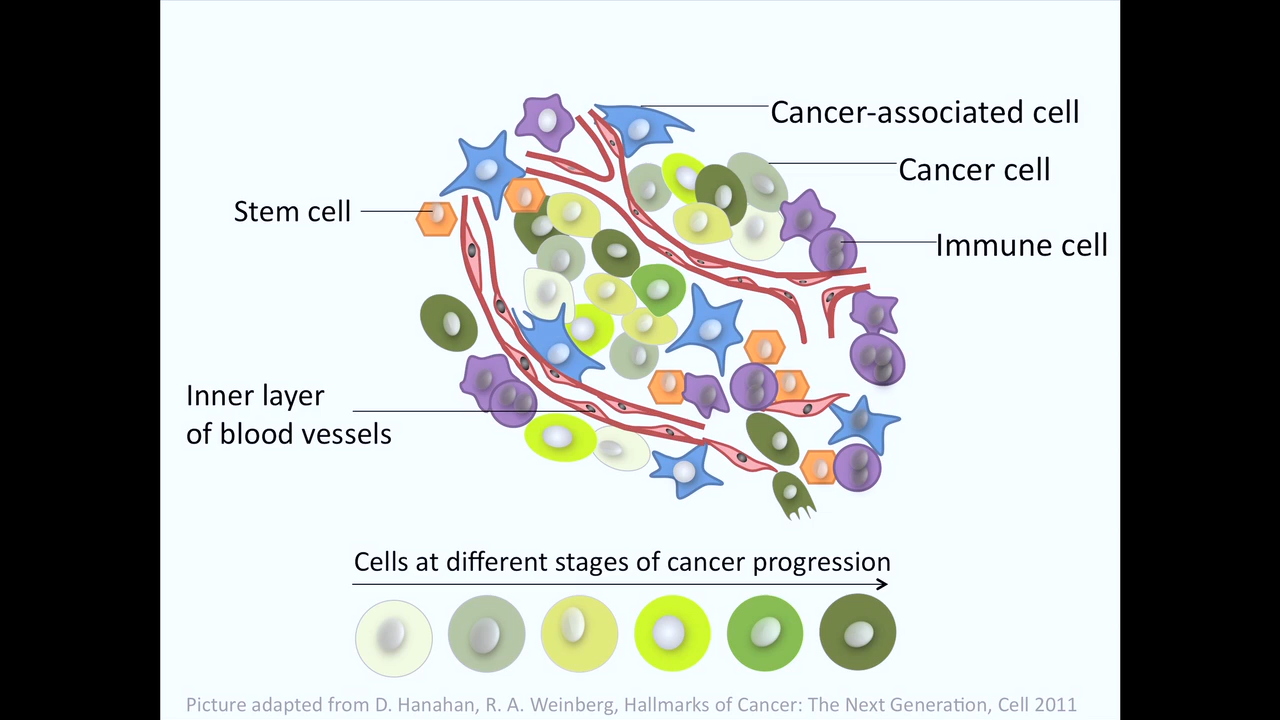 Cancer-associated cell
Cancer cell
Stem cell
Immune cell
Inner layer
of blood vessels
Cells at different stages of cancer progression
Picture adapted from D. Hanahan, R. A. Weinberg, Hallmarks of Cancer: The Next Generation, Cell 2011